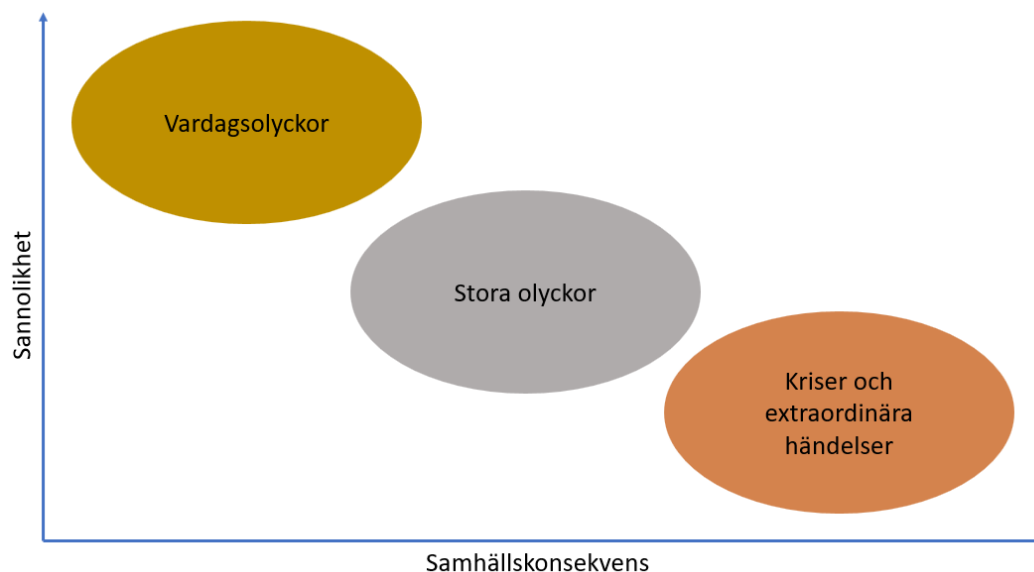 Vardagsolyckor
Stora olyckor
Kriser och
extraordinära
händelser
Sannolikhet
Samhällskonsekvens